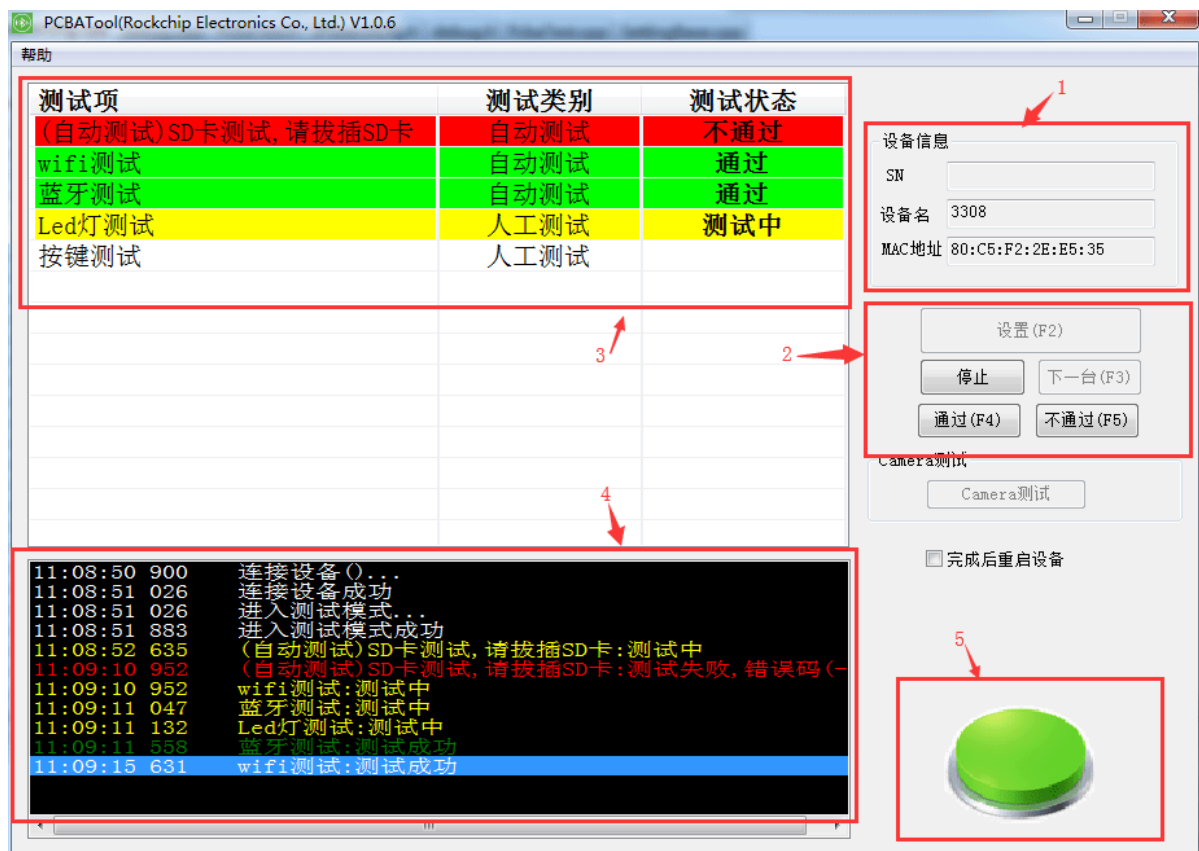 PCBATool(Rockchip Electronics Co., Ltd.) V1.0.6
帮助
测试项 测试类别 测试状态
(自动测试)SD卡测试,请拔插SD卡 自动测试 不通过
wifi测试 自动测试 通过
蓝牙测试 自动测试 通过
Led灯测试 人工测试 测试中
按键测试 人工测试
3
1
设备信息
SN
设备名 3308
MAC地址 80:C5:F2:2E:E5:35
2
设置(F2)
停止 下一台(F3)
通过(F4) 不通过(F5)
Camera测试
Camera测试
完成后重启设备
4
11:08:50 900 连接设备()...
11:08:51 026 连接设备成功
11:08:51 026 进入测试模式...
11:08:51 883 进入测试模式成功
11:08:52 635 (自动测试)SD卡测试,请拔插SD卡:测试中
11:09:10 952 (自动测试)SD卡测试,请拔插SD卡:测试失败,错误码(-
11:09:10 952 wifi测试:测试中
11:09:11 047 蓝牙测试:测试中
11:09:11 132 Led灯测试:测试中
11:09:11 558 蓝牙测试:测试成功
11:09:15 631 wifi测试:测试成功
5